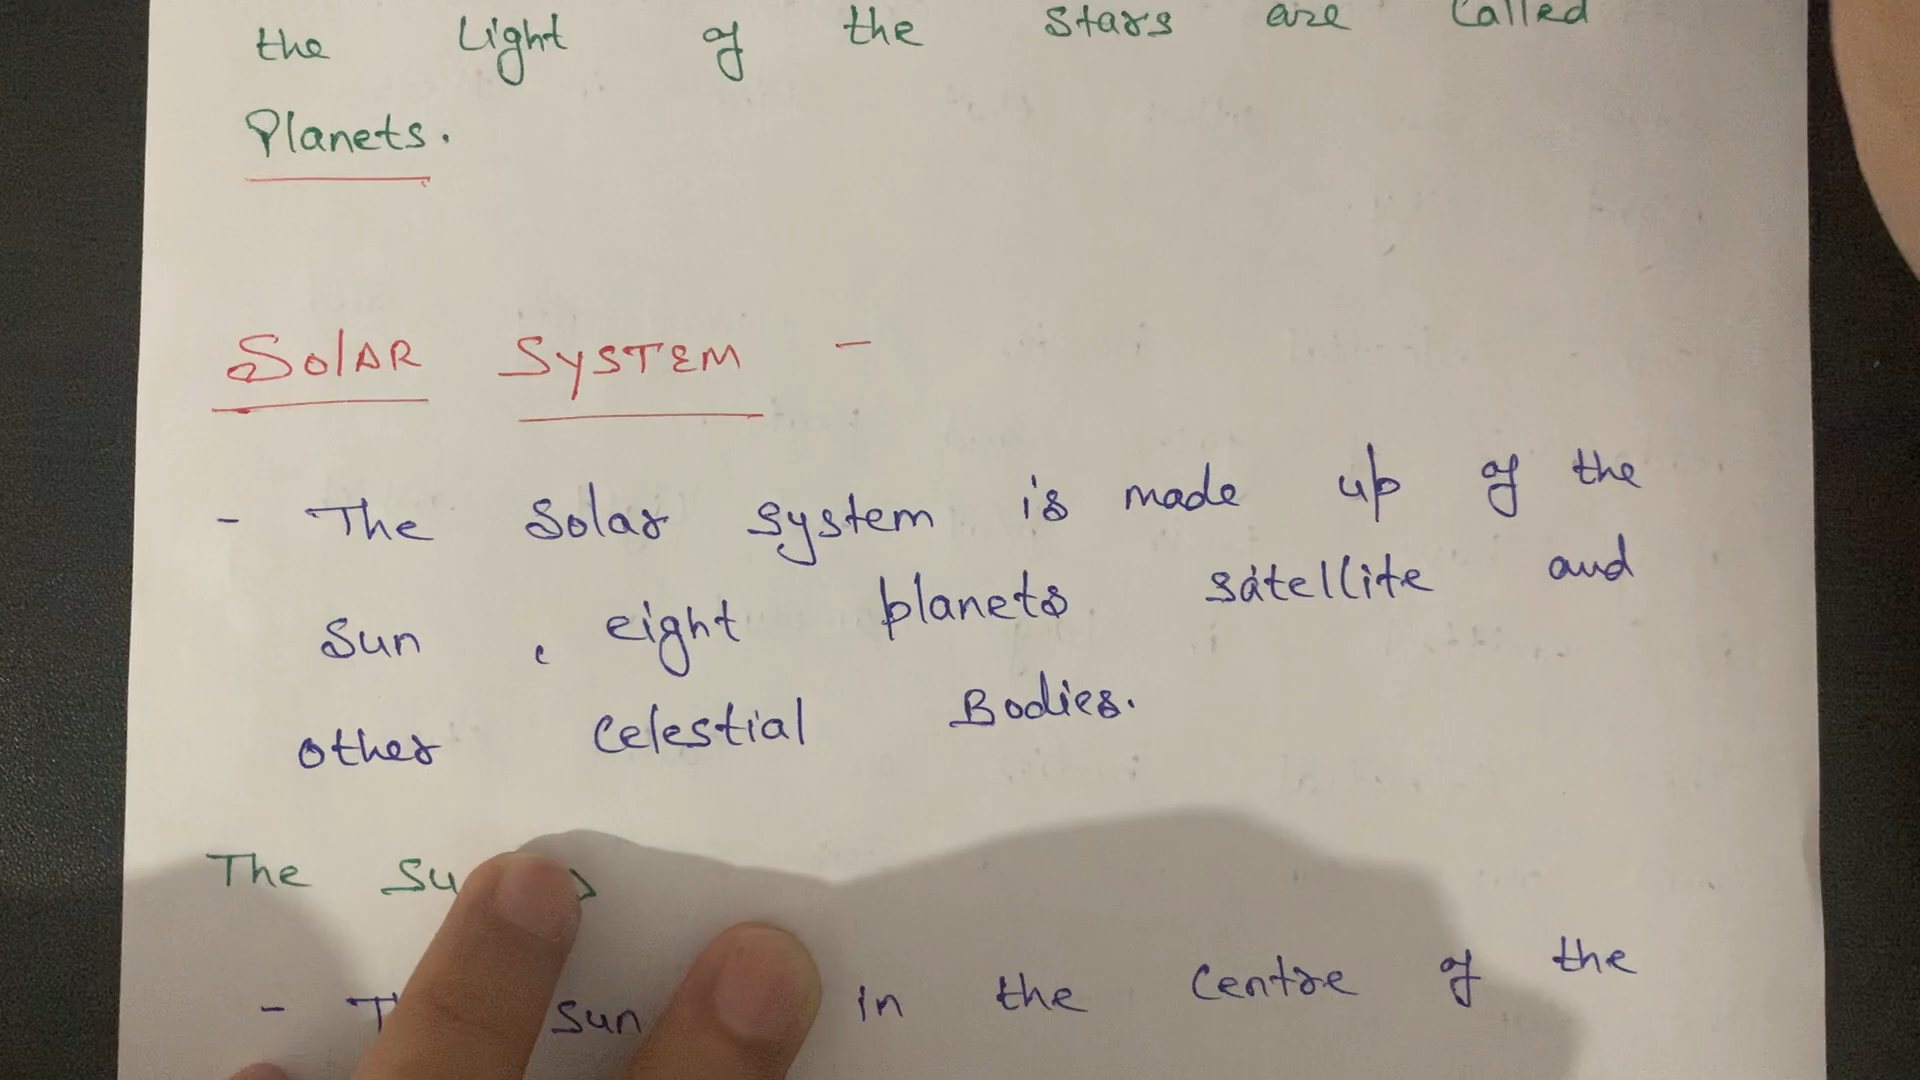 the Light of the Stars are Called
Planets.
SolAR SYSTEM -
- The Solar System is made up of the
Sun , eight planets satellite and
other Celestial Bodies.
The
- sun in the Centre of the